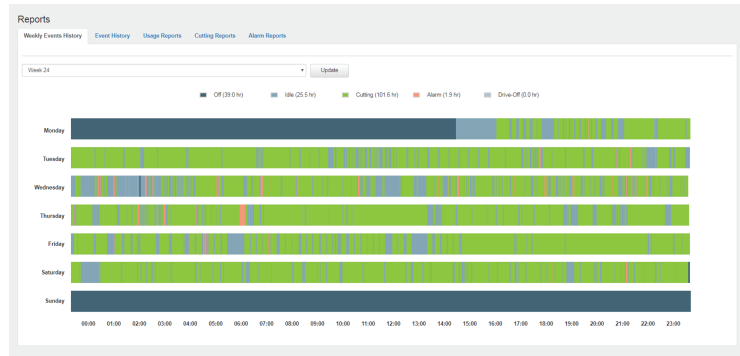 Reports
Weekly Events History Event History Usage Reports Cutting Reports Alarm Reports
Week 24 Update
Off (39.0 hr) Idle (25.5 hr) Cutting (101.6 hr) Alarm (1.9 hr) Drive-Off (0.0 hr)
Monday
Tuesday
Wednesday
Thursday
Friday
Saturday
Sunday
00:00 01:00 02:00 03:00 04:00 05:00 06:00 07:00 08:00 09:00 10:00 11:00 12:00 13:00 14:00 15:00 16:00 17:00 18:00 19:00 20:00 21:00 22:00 23:00